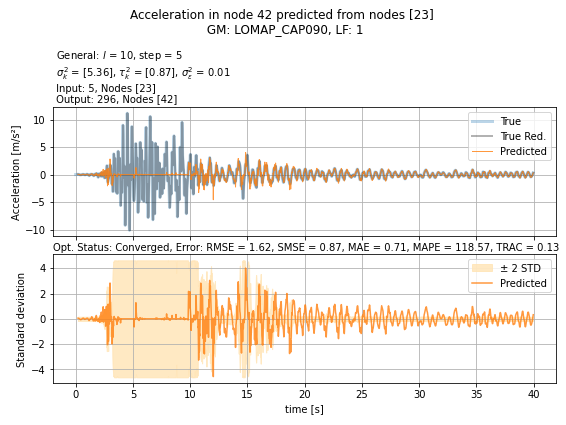 Acceleration in node 42 predicted from nodes [23]
GM: LOMAP_CAP090, LF: 1
General: l = 10, step = 5
σ²ₖ = [5.36], τ²ₖ = [0.87], σ²ε = 0.01
Input: 5, Nodes [23]
Output: 296, Nodes [42]
Acceleration [m/s²]
10
5
0
−5
−10
True
True Red.
Predicted
Opt. Status: Converged, Error: RMSE = 1.62, SMSE = 0.87, MAE = 0.71, MAPE = 118.57, TRAC = 0.13
Standard deviation
4
2
0
−2
−4
± 2 STD
Predicted
0 5 10 15 20 25 30 35 40
time [s]